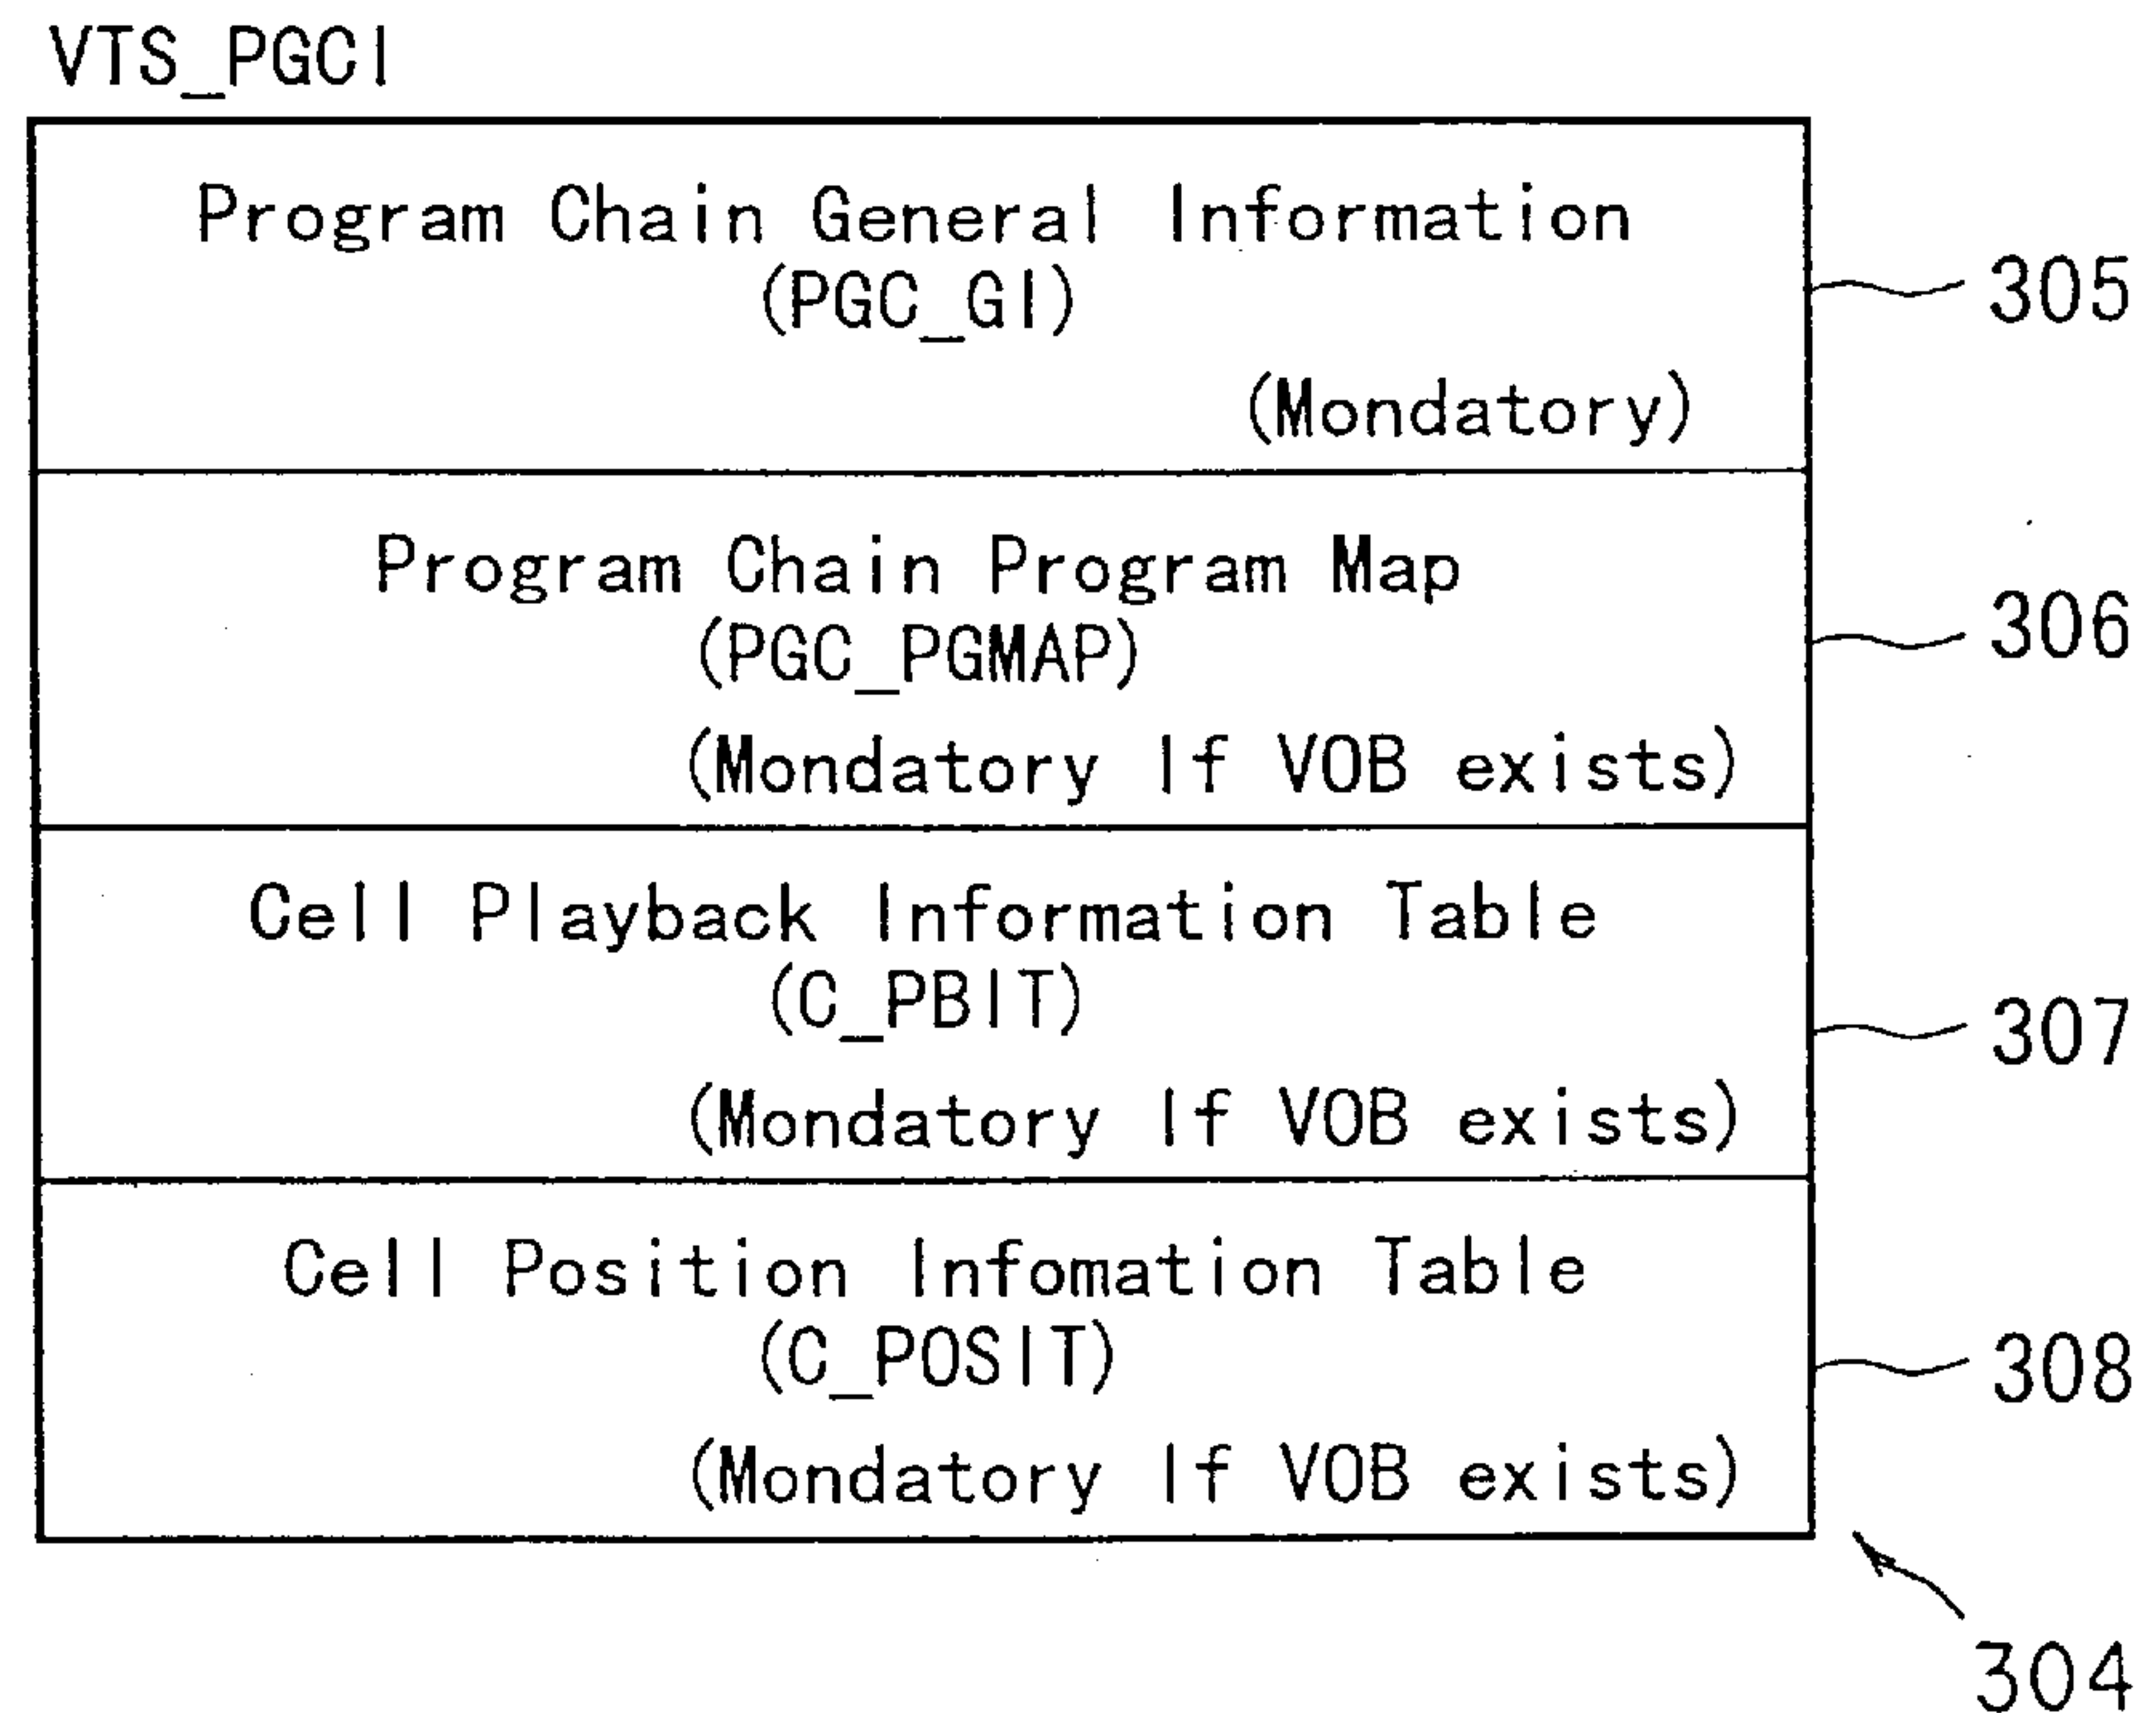 VTS_PGCI
Program Chain General Information
(PGC_GI)
(Mondatory)
305
Program Chain Program Map
(PGC_PGMAP)
(Mondatory If VOB exists)
306
Cell Playback Information Table
(C_PBIT)
(Mondatory If VOB exists)
307
Cell Position Infomation Table
(C_POSIT)
(Mondatory If VOB exists)
308
304